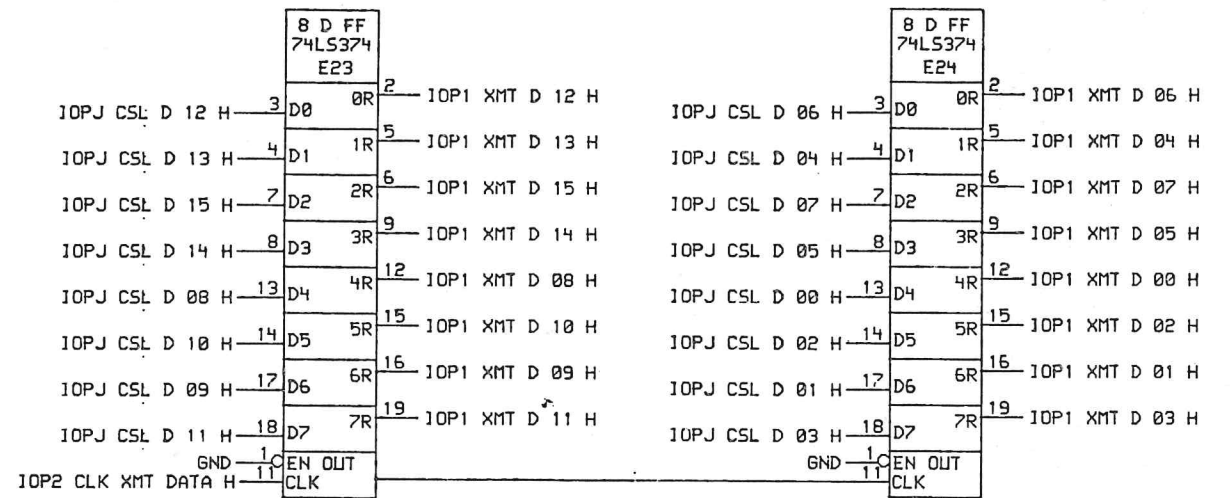 8 D FF
74LS374
E23
IOPJ CSL D 12 H 3 D0 0R 2 IOP1 XMT D 12 H
IOPJ CSL D 13 H 4 D1 1R 5 IOP1 XMT D 13 H
IOPJ CSL D 15 H 7 D2 2R 6 IOP1 XMT D 15 H
IOPJ CSL D 14 H 8 D3 3R 9 IOP1 XMT D 14 H
IOPJ CSL D 08 H 13 D4 4R 12 IOP1 XMT D 08 H
IOPJ CSL D 10 H 14 D5 5R 15 IOP1 XMT D 10 H
IOPJ CSL D 09 H 17 D6 6R 16 IOP1 XMT D 09 H
IOPJ CSL D 11 H 18 D7 7R 19 IOP1 XMT D 11 H
GND 1 EN OUT
IOP2 CLK XMT DATA H 11 CLK
8 D FF
74LS374
E24
IOPJ CSL D 06 H 3 D0 0R 2 IOP1 XMT D 06 H
IOPJ CSL D 04 H 4 D1 1R 5 IOP1 XMT D 04 H
IOPJ CSL D 07 H 7 D2 2R 6 IOP1 XMT D 07 H
IOPJ CSL D 05 H 8 D3 3R 9 IOP1 XMT D 05 H
IOPJ CSL D 00 H 13 D4 4R 12 IOP1 XMT D 00 H
IOPJ CSL D 02 H 14 D5 5R 15 IOP1 XMT D 02 H
IOPJ CSL D 01 H 17 D6 6R 16 IOP1 XMT D 01 H
IOPJ CSL D 03 H 18 D7 7R 19 IOP1 XMT D 03 H
GND 1 EN OUT
11 CLK